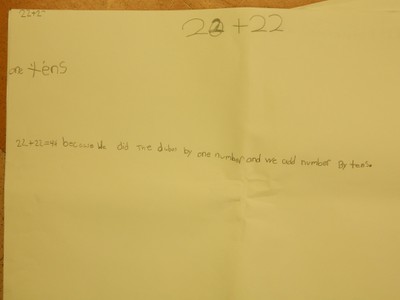 22+2
22+22
one tens
22+22=44 because we did the by one number and we add number By tens.